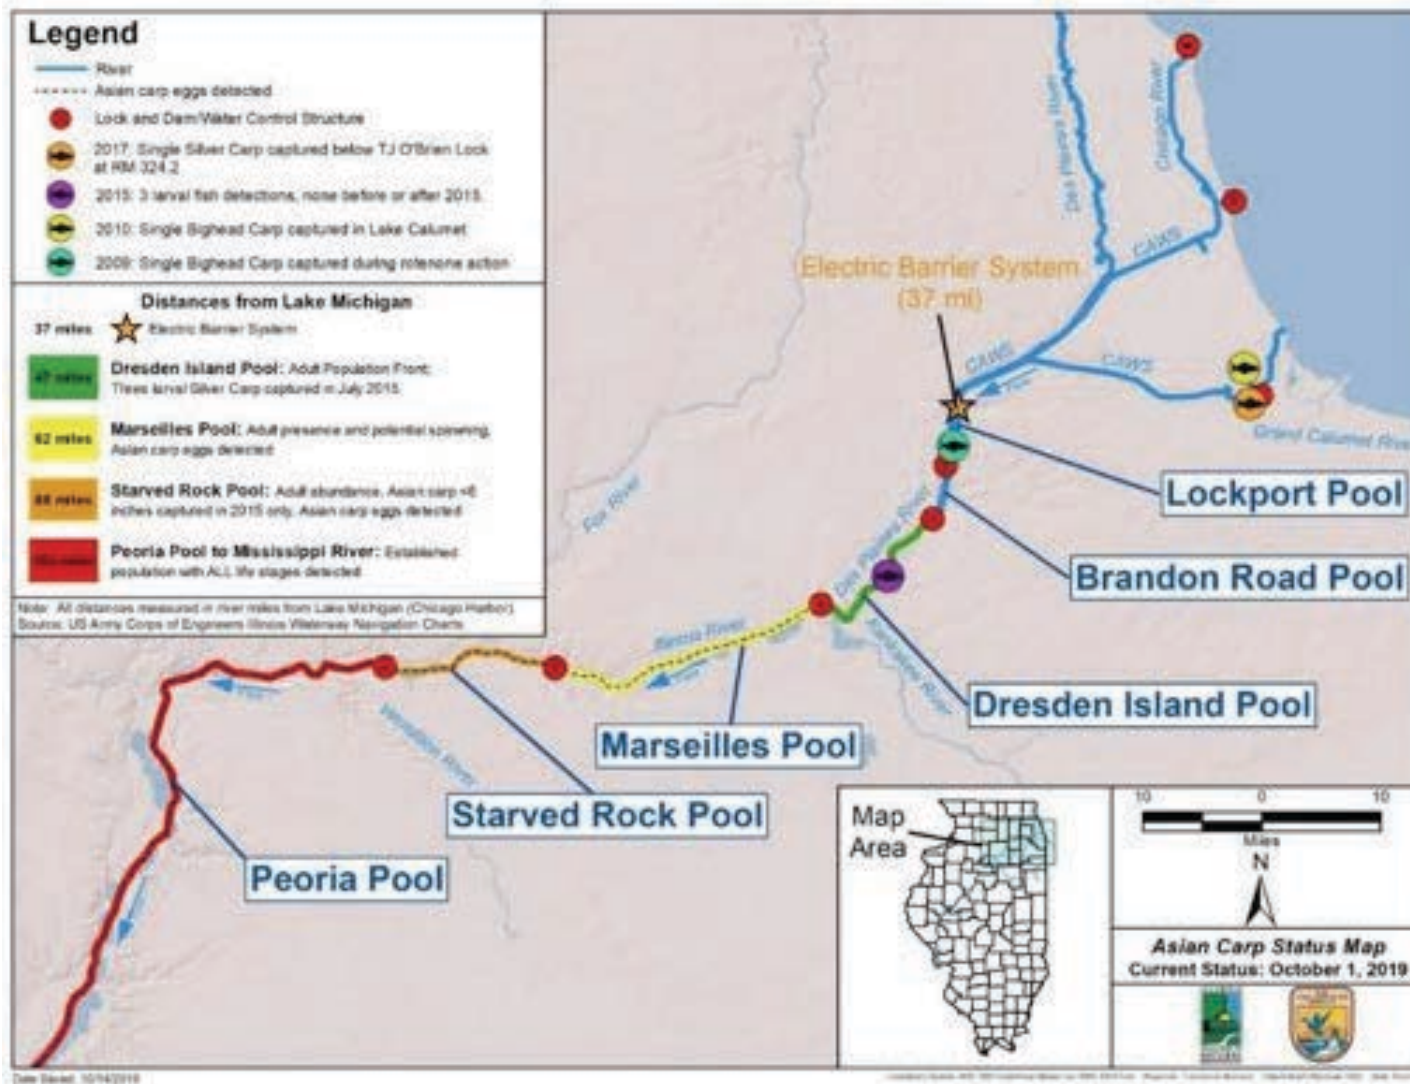 Legend
River
Asian carp eggs detected
Lock and Dam/Water Control Structure
2017: Single Silver Carp captured below TJ O'Brien Lock
at RM 324.2
2015: 3 larval fish detections, none before or after 2015.
2010: Single Bighead Carp captured in Lake Calumet
2009: Single Bighead Carp captured during rotenone action
Distances from Lake Michigan
37 miles Electric Barrier System
47 miles Dresden Island Pool: Adult Population Front;
Three larval Silver Carp captured in July 2015
62 miles Marseilles Pool: Adult presence and potential spawning,
Asian carp eggs detected
Starved Rock Pool: Adult abundance, Asian carp <6
miles inches captured in 2015 only, Asian carp eggs detected
Peoria Pool to Mississippi River: Established
population with ALL life stages detected
Note: All distances measured in river miles from Lake Michigan (Chicago Harbor)
Source: US Army Corps of Engineers Illinois Waterway Navigation Charts
Des Plaines River
Chicago River
CAWS
Electric Barrier System
(37 mi)
CAWS
CAWS
Grand Calumet River
Fox River
Lockport Pool
Des Plaines River
Brandon Road Pool
Illinois River
Kankakee River
Dresden Island Pool
Marseilles Pool
Vermilion River
Starved Rock Pool
Peoria Pool
Map
Area
10 0 10
Miles
N
Asian Carp Status Map
Current Status: October 1, 2019
Date Saved: 10/14/2019